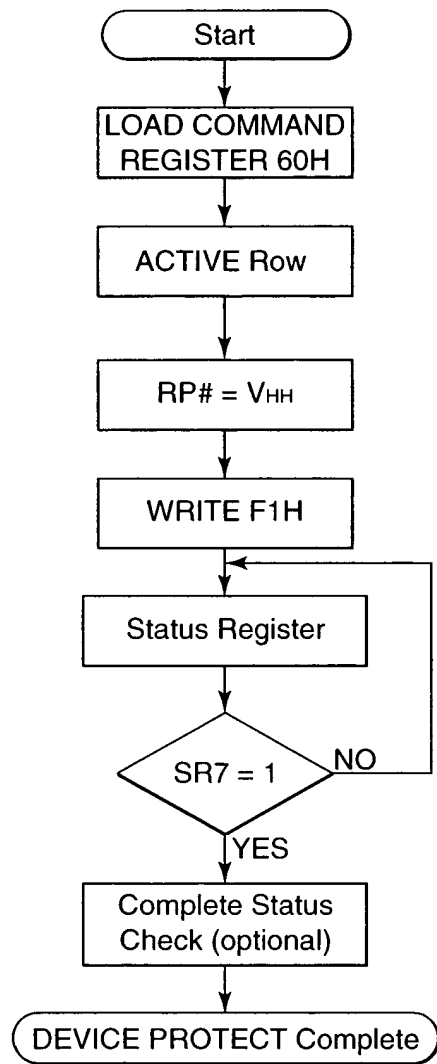 Start
LOAD COMMAND
REGISTER 60H
ACTIVE Row
RP# = VHH
WRITE F1H
Status Register
SR7 = 1
NO
YES
Complete Status
Check (optional)
DEVICE PROTECT Complete